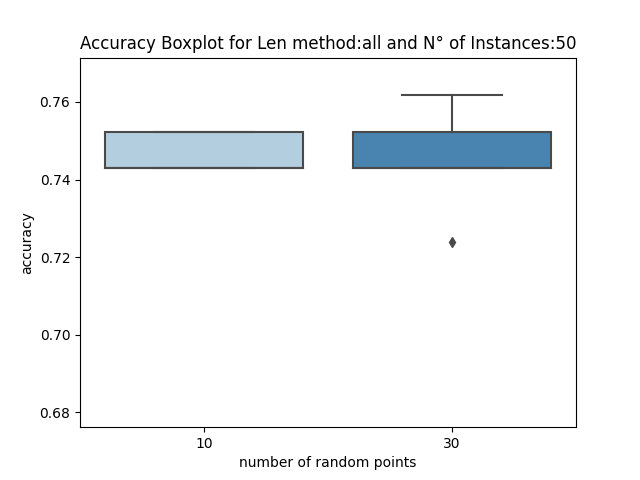 Accuracy Boxplot for Len method:all and N° of Instances:50
0.76
0.74
0.72
0.70
0.68
accuracy
10 30
number of random points